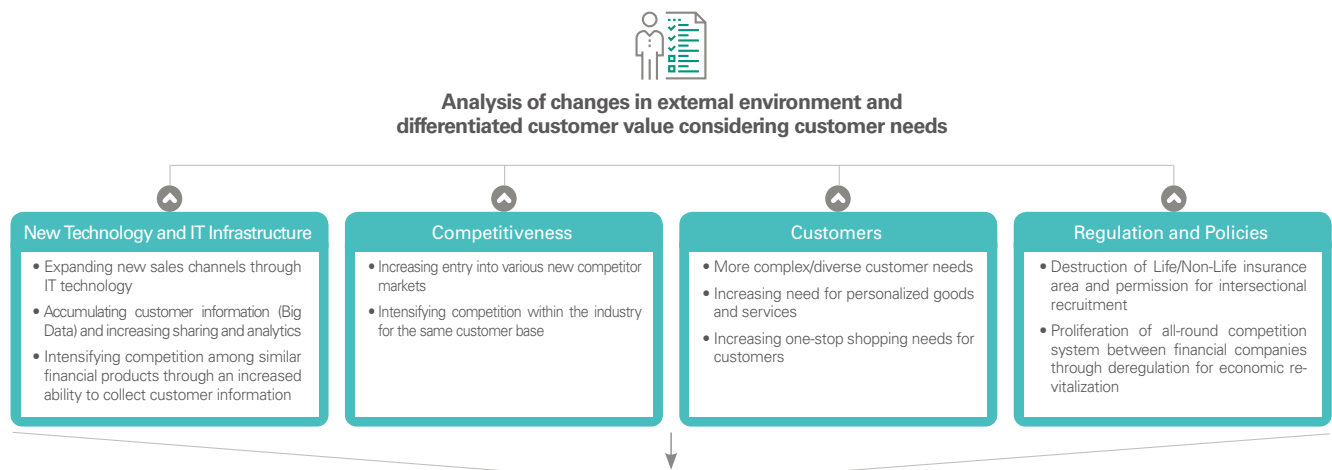 Analysis of changes in external environment and
differentiated customer value considering customer needs
New Technology and IT Infrastructure
• Expanding new sales channels through
IT technology
• Accumulating customer information (Big
Data) and increasing sharing and analytics
• Intensifying competition among similar
financial products through an increased
ability to collect customer information
Competitiveness
• Increasing entry into various new competitor
markets
• Intensifying competition within the industry
for the same customer base
Customers
• More complex/diverse customer needs
• Increasing need for personalized goods
and services
• Increasing one-stop shopping needs for
customers
Regulation and Policies
• Destruction of Life/Non-Life insurance
area and permission for intersectional
recruitment
• Proliferation of all-round competition
system between financial companies
through deregulation for economic re-
vitalization